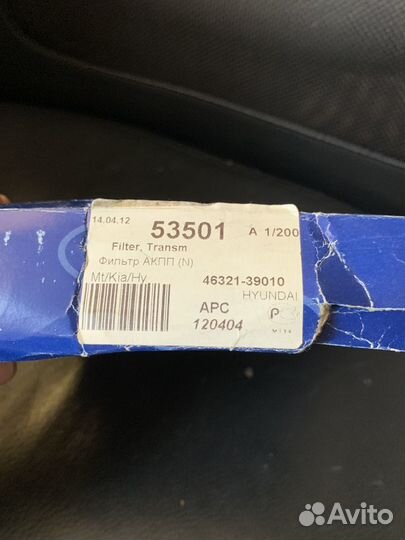 14.04.12 53501 A 1/200
Filter, Transm
Фильтр АКПП (N)
Mt/Kia/Hy 46321-39010
HYUNDAI
APC
120404
Avito